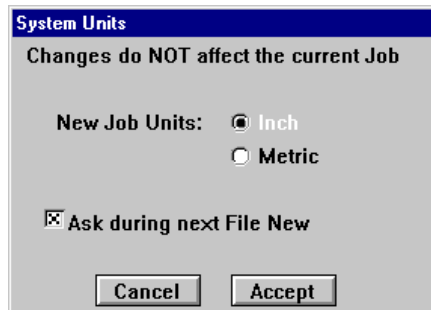 System Units
Changes do NOT affect the current Job
New Job Units: Inch
Metric
Ask during next File New
Cancel Accept